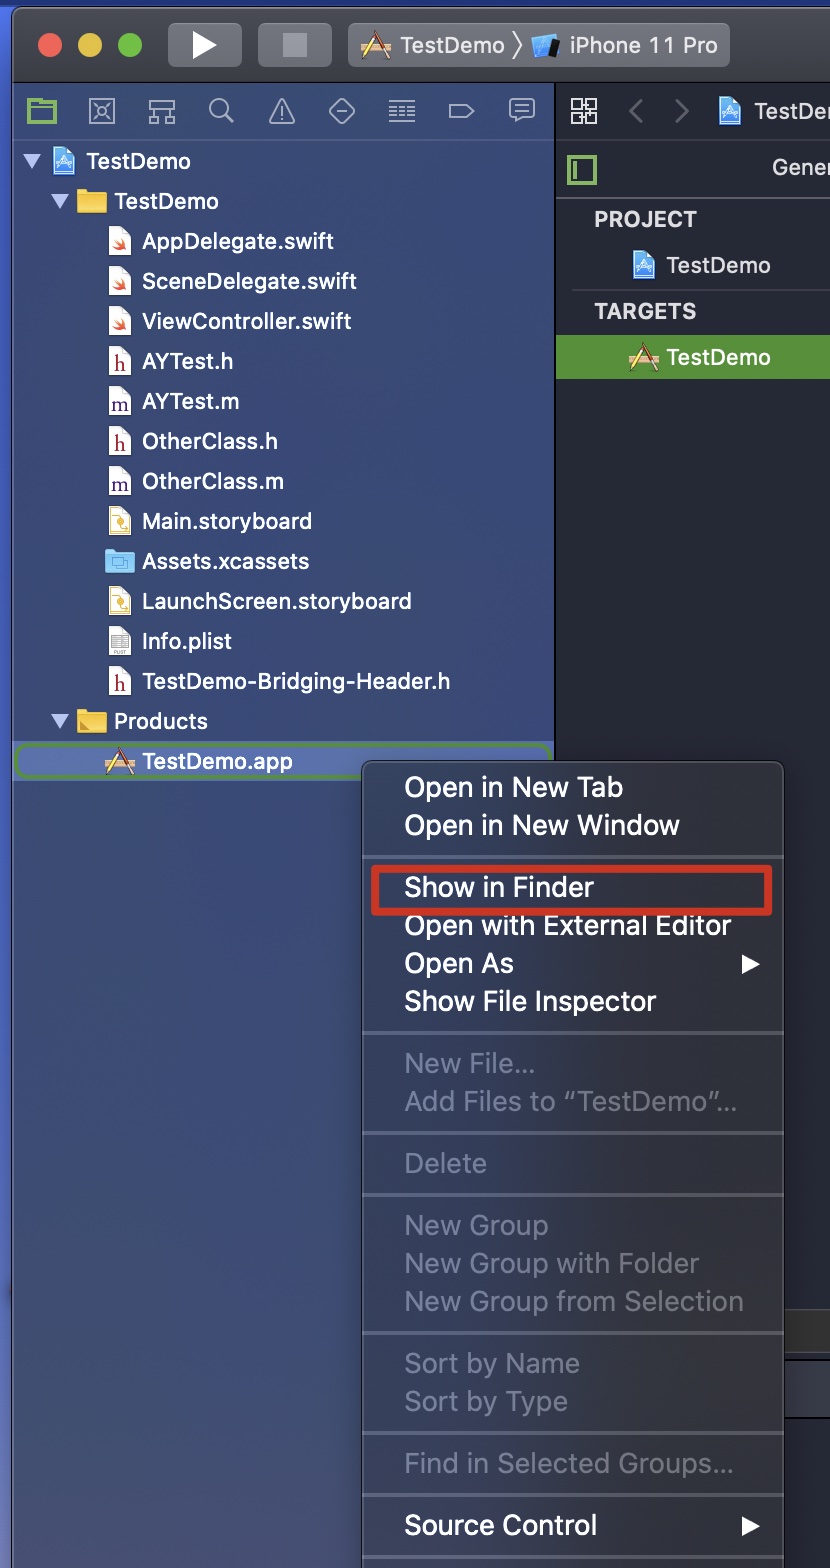 TestDemo iPhone 11 Pro
TestDe
TestDemo
TestDemo
AppDelegate.swift
SceneDelegate.swift
ViewController.swift
AYTest.h
AYTest.m
OtherClass.h
OtherClass.m
Main.storyboard
Assets.xcassets
LaunchScreen.storyboard
Info.plist
TestDemo-Bridging-Header.h
Products
TestDemo.app
Gener
PROJECT
TestDemo
TARGETS
TestDemo
Open in New Tab
Open in New Window
Show in Finder
Open with External Editor
Open As
Show File Inspector
New File...
Add Files to “TestDemo”...
Delete
New Group
New Group with Folder
New Group from Selection
Sort by Name
Sort by Type
Find in Selected Groups...
Source Control